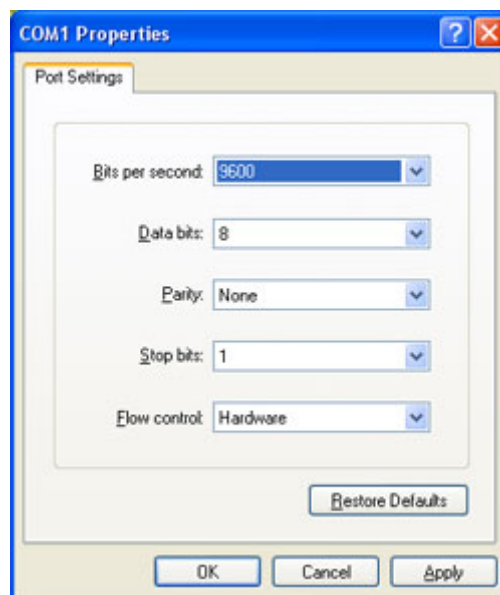 COM1 Properties
Port Settings
Bits per second: 9600
Data bits: 8
Parity: None
Stop bits: 1
Flow control: Hardware
Restore Defaults
OK Cancel Apply